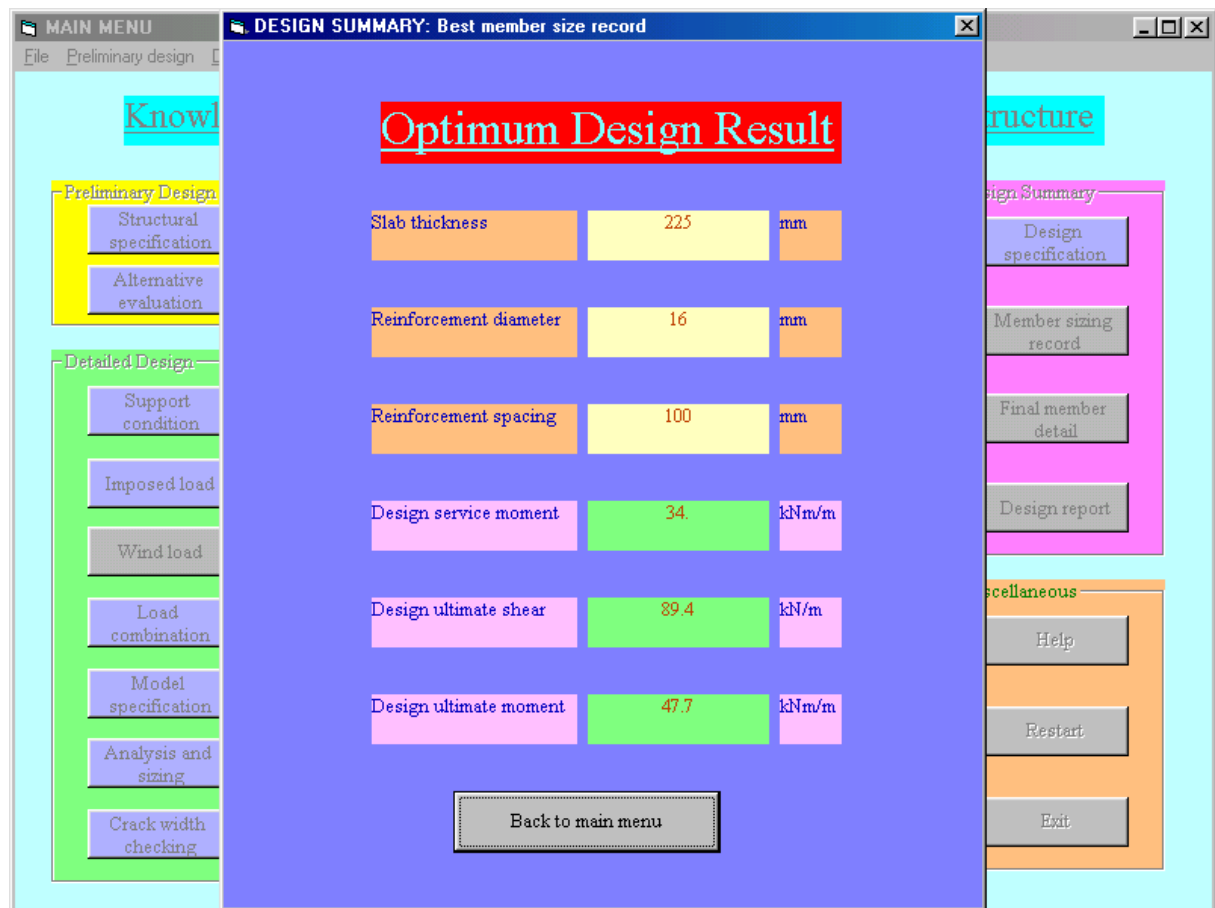 MAIN MENU
File Preliminary design
Knowl
ructure
Preliminary Design
Structural
specification
Alternative
evaluation
Detailed Design
Support
condition
Imposed load
Wind load
Load
combination
Model
specification
Analysis and
sizing
Crack width
checking
DESIGN SUMMARY: Best member size record
Optimum Design Result
Slab thickness 225 mm
Reinforcement diameter 16 mm
Reinforcement spacing 100 mm
Design service moment 34. kNm/m
Design ultimate shear 89.4 kN/m
Design ultimate moment 47.7 kNm/m
Back to main menu
sign Summary
Design
specification
Member sizing
record
Final member
detail
Design report
scellaneous
Help
Restart
Exit